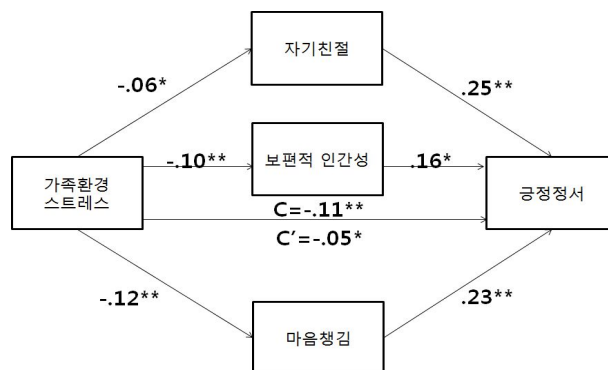 자기친절
-.06*
.25**
보편적 인간성
-.10**
.16*
가족환경
스트레스
긍정정서
C=-.11**
C′=-.05*
-.12**
.23**
마음챙김